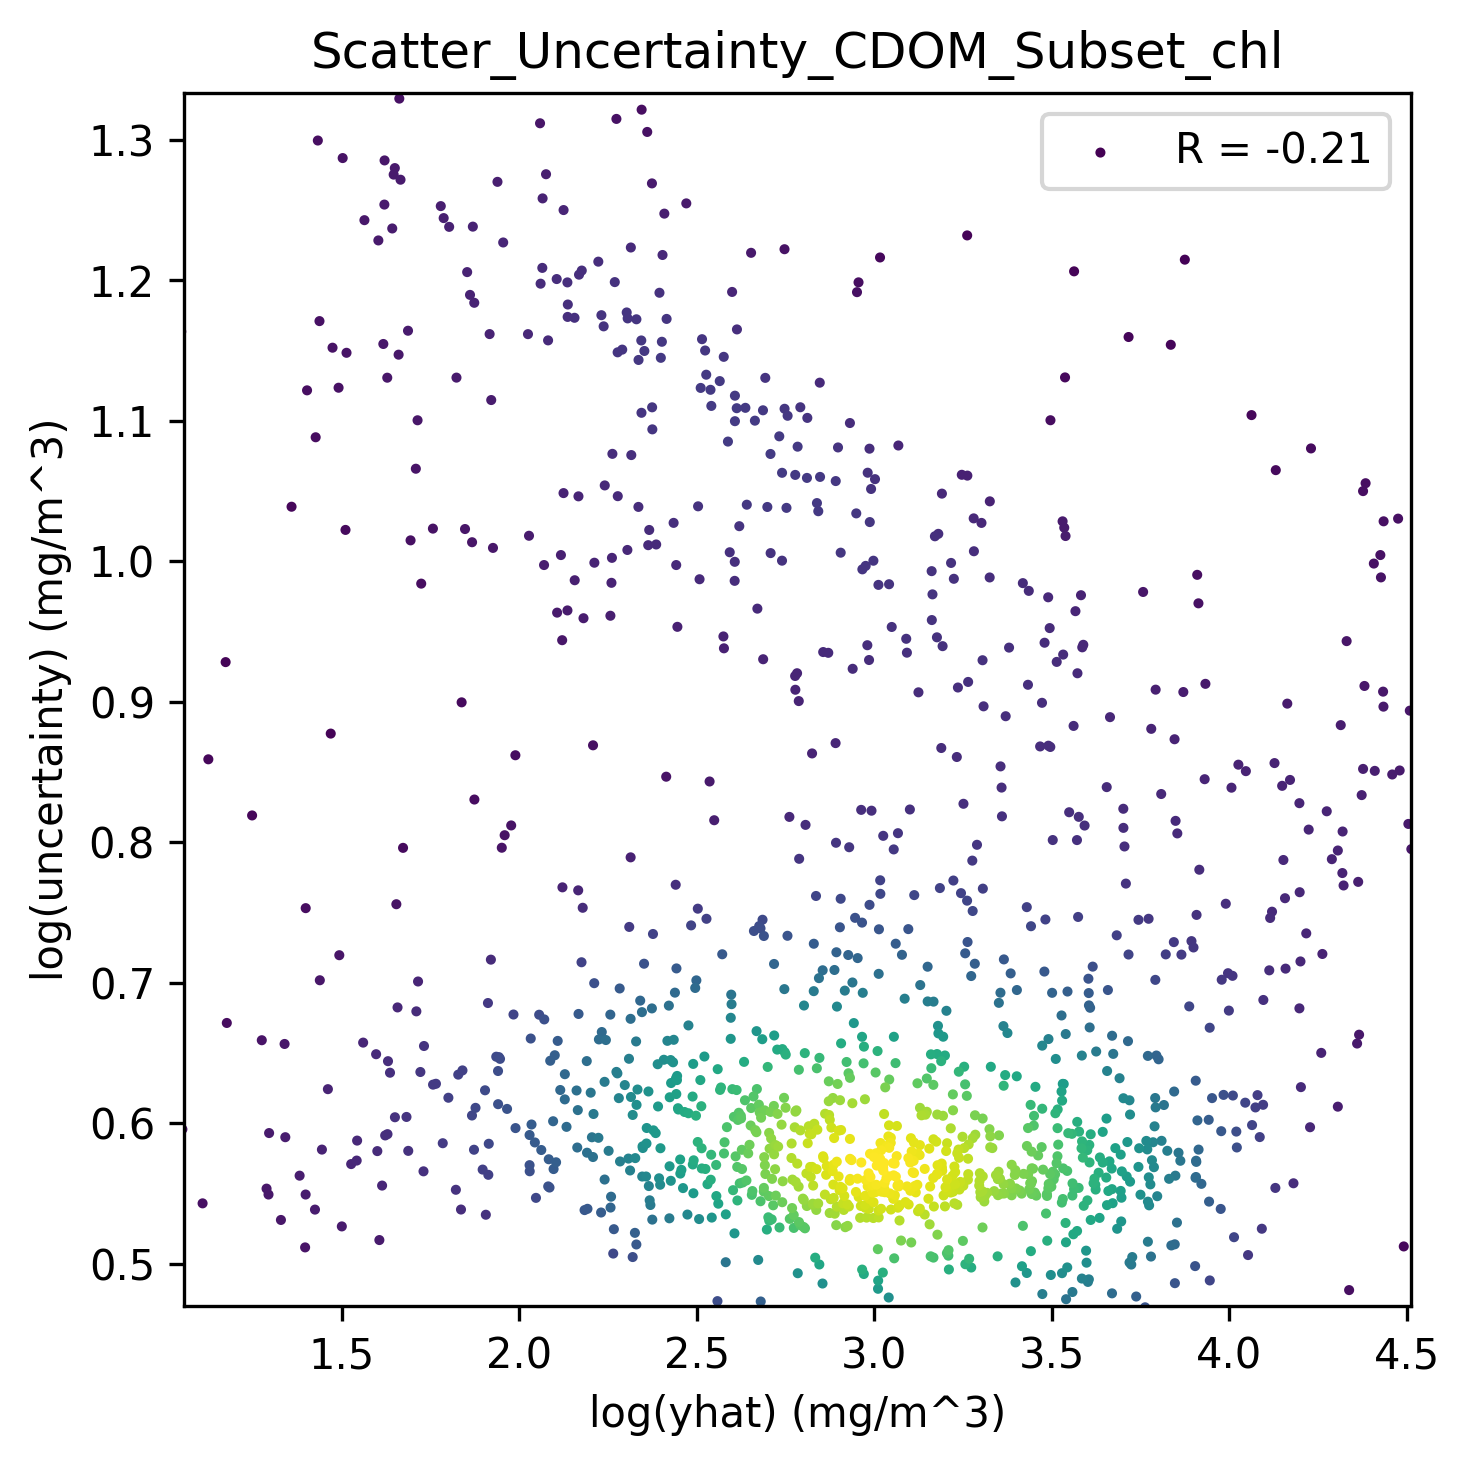 Scatter_Uncertainty_CDOM_Subset_chl
R = -0.21
log(uncertainty) (mg/m^3)
1.3
1.2
1.1
1.0
0.9
0.8
0.7
0.6
0.5
1.5 2.0 2.5 3.0 3.5 4.0 4.5
log(yhat) (mg/m^3)